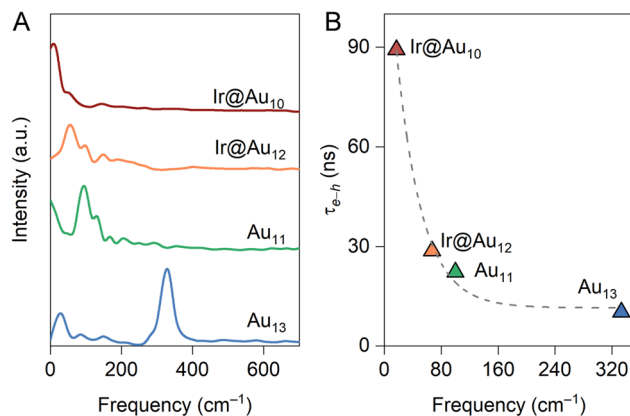 A
Intensity (a.u.)
Ir@Au10
Ir@Au12
Au11
Au13
0 200 400 600
Frequency (cm−1)
B
τe–h (ns)
90
60
30
0
Ir@Au10
Ir@Au12
Au11
Au13
0 80 160 240 320
Frequency (cm−1)